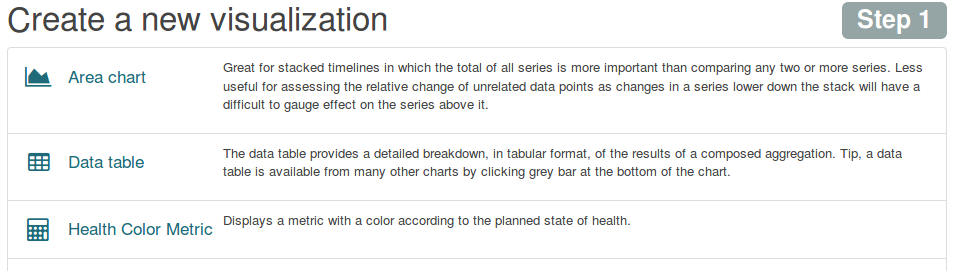 Create a new visualization
Step 1
Area chart
Great for stacked timelines in which the total of all series is more important than comparing any two or more series. Less
useful for assessing the relative change of unrelated data points as changes in a series lower down the stack will have a
difficult to gauge effect on the series above it.
Data table
The data table provides a detailed breakdown, in tabular format, of the results of a composed aggregation. Tip, a data
table is available from many other charts by clicking grey bar at the bottom of the chart.
Health Color Metric
Displays a metric with a color according to the planned state of health.